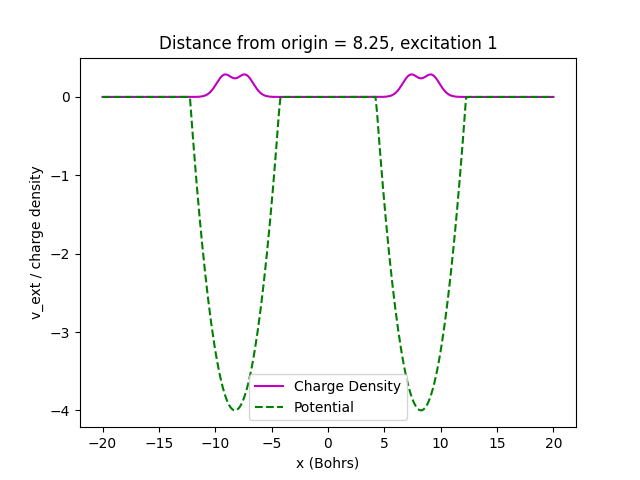 Distance from origin = 8.25, excitation 1
v_ext / charge density
0
−1
−2
−3
−4
Charge Density
Potential
−20 −15 −10 −5 0 5 10 15 20
x (Bohrs)